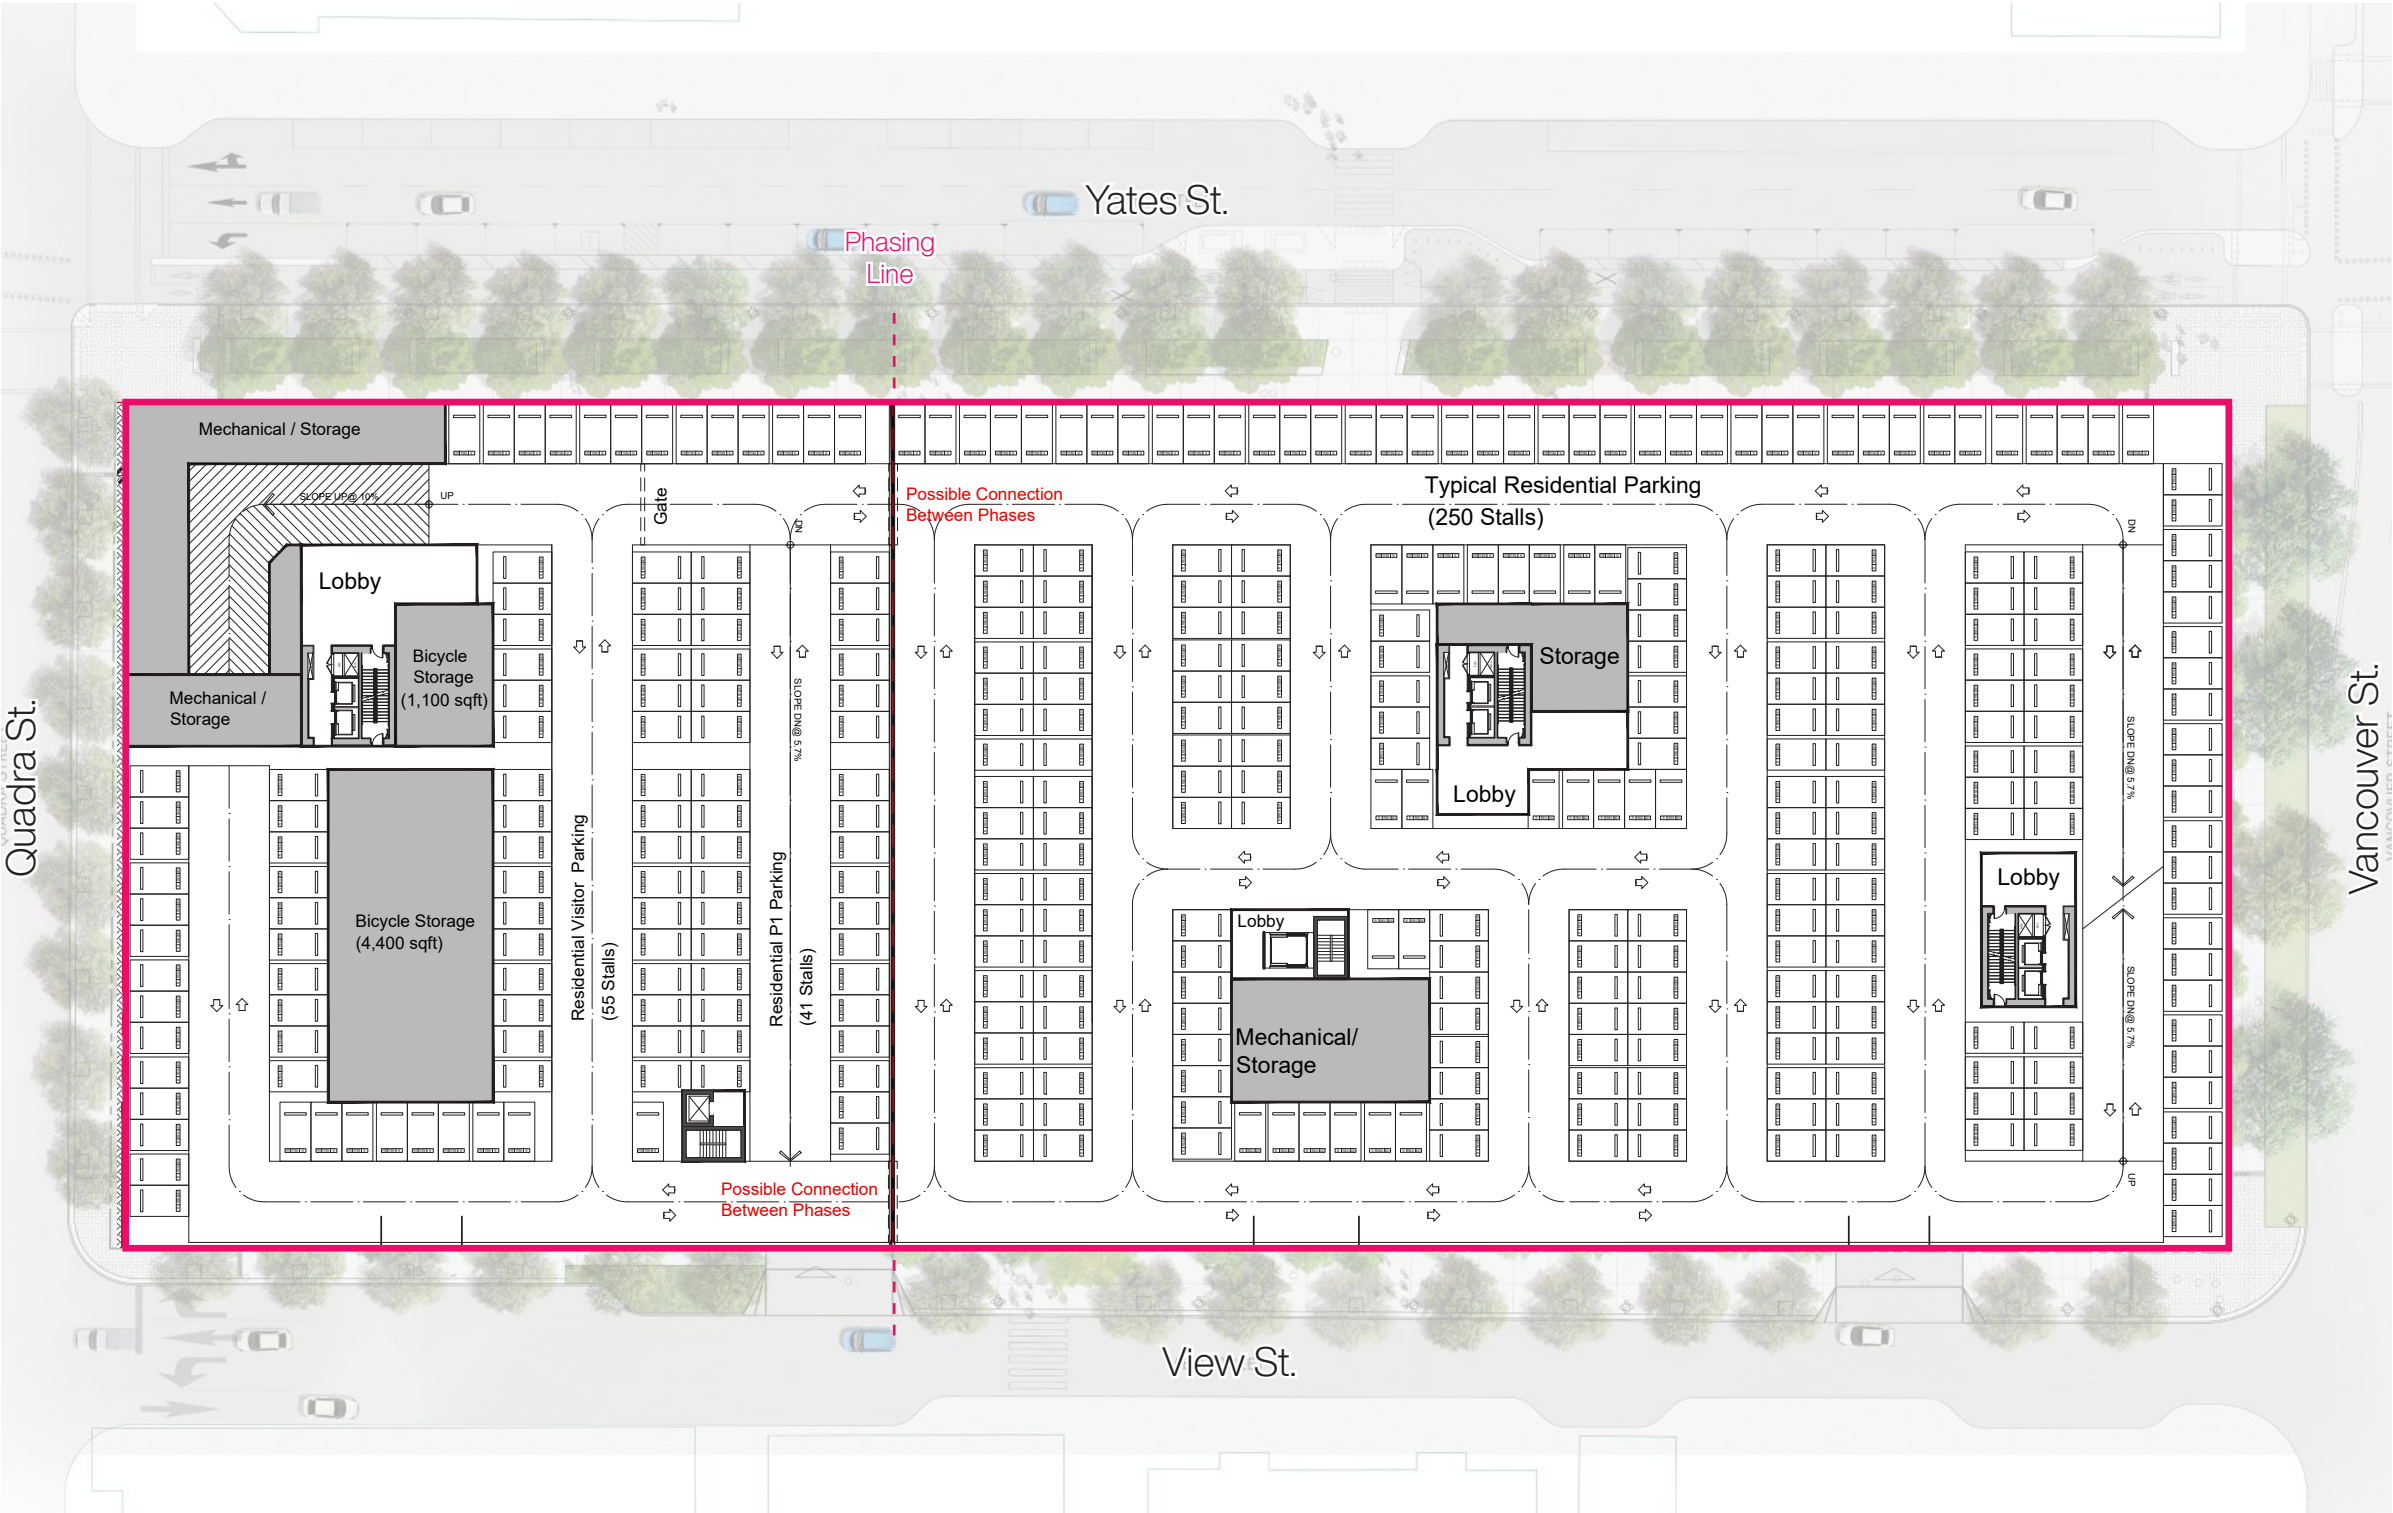 Yates St.
Phasing
Line
Mechanical / Storage
SLOPE UP@ 10%
UP
Gate
DN
Possible Connection
Between Phases
Typical Residential Parking
(250 Stalls)
DN
Lobby
Bicycle
Storage
(1,100 sqft)
Mechanical /
Storage
SLOPE DN@ 5.7%
Storage
Lobby
SLOPE DN@ 5.7%
Quadra St.
Vancouver St.
VANCOUVER STREET
Bicycle Storage
(4,400 sqft)
Residential Visitor Parking
(55 Stalls)
Residential P1 Parking
(41 Stalls)
Lobby
Mechanical/
Storage
Lobby
SLOPE DN@ 5.7%
UP
Possible Connection
Between Phases
View St.